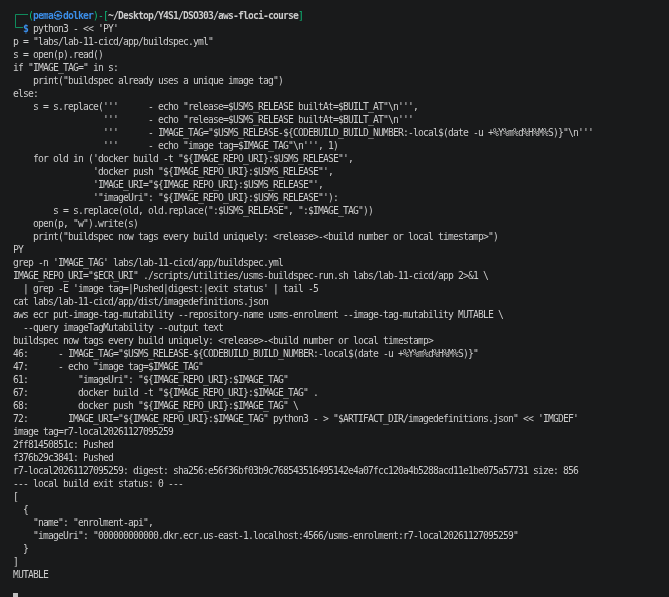 ┌──(pema㉿dolker)-[~/Desktop/Y4S1/DSO303/aws-floci-course]
└─$ python3 - << 'PY'
p = "labs/lab-11-cicd/app/buildspec.yml"
s = open(p).read()
if "IMAGE_TAG=" in s:
    print("buildspec already uses a unique image tag")
else:
    s = s.replace('''      - echo "release=$USMS_RELEASE builtAt=$BUILT_AT"\n''',
                  '''      - echo "release=$USMS_RELEASE builtAt=$BUILT_AT"\n'''
                  '''      - IMAGE_TAG="$USMS_RELEASE-${CODEBUILD_BUILD_NUMBER:-local$(date -u +%Y%m%d%H%M%S)}"\n'''
                  '''      - echo "image tag=$IMAGE_TAG"\n''', 1)
    for old in ('docker build -t "${IMAGE_REPO_URI}:$USMS_RELEASE"',
                'docker push "${IMAGE_REPO_URI}:$USMS_RELEASE"',
                'IMAGE_URI="${IMAGE_REPO_URI}:$USMS_RELEASE"',
                '"imageUri": "${IMAGE_REPO_URI}:$USMS_RELEASE"'):
        s = s.replace(old, old.replace(":$USMS_RELEASE", ":$IMAGE_TAG"))
    open(p, "w").write(s)
    print("buildspec now tags every build uniquely: <release>-<build number or local timestamp>")
PY
grep -n 'IMAGE_TAG' labs/lab-11-cicd/app/buildspec.yml
IMAGE_REPO_URI="$ECR_URI" ./scripts/utilities/usms-buildspec-run.sh labs/lab-11-cicd/app 2>&1 \
  | grep -E 'image tag=|Pushed|digest:|exit status' | tail -5
cat labs/lab-11-cicd/app/dist/imagedefinitions.json
aws ecr put-image-tag-mutability --repository-name usms-enrolment --image-tag-mutability MUTABLE \
  --query imageTagMutability --output text
buildspec now tags every build uniquely: <release>-<build number or local timestamp>
46:      - IMAGE_TAG="$USMS_RELEASE-${CODEBUILD_BUILD_NUMBER:-local$(date -u +%Y%m%d%H%M%S)}"
47:      - echo "image tag=$IMAGE_TAG"
61:          "imageUri": "${IMAGE_REPO_URI}:$IMAGE_TAG"
67:          docker build -t "${IMAGE_REPO_URI}:$IMAGE_TAG" .
68:          docker push "${IMAGE_REPO_URI}:$IMAGE_TAG" \
72:        IMAGE_URI="${IMAGE_REPO_URI}:$IMAGE_TAG" python3 - > "$ARTIFACT_DIR/imagedefinitions.json" << 'IMGDEF'
image tag=r7-local20261127095259
2ff81450851c: Pushed
f376b29c3841: Pushed
r7-local20261127095259: digest: sha256:e56f36bf03b9c768543516495142e4a07fcc120a4b5288acd11e1be075a57731 size: 856
--- local build exit status: 0 ---
[
  {
    "name": "enrolment-api",
    "imageUri": "000000000000.dkr.ecr.us-east-1.localhost:4566/usms-enrolment:r7-local20261127095259"
  }
]
MUTABLE